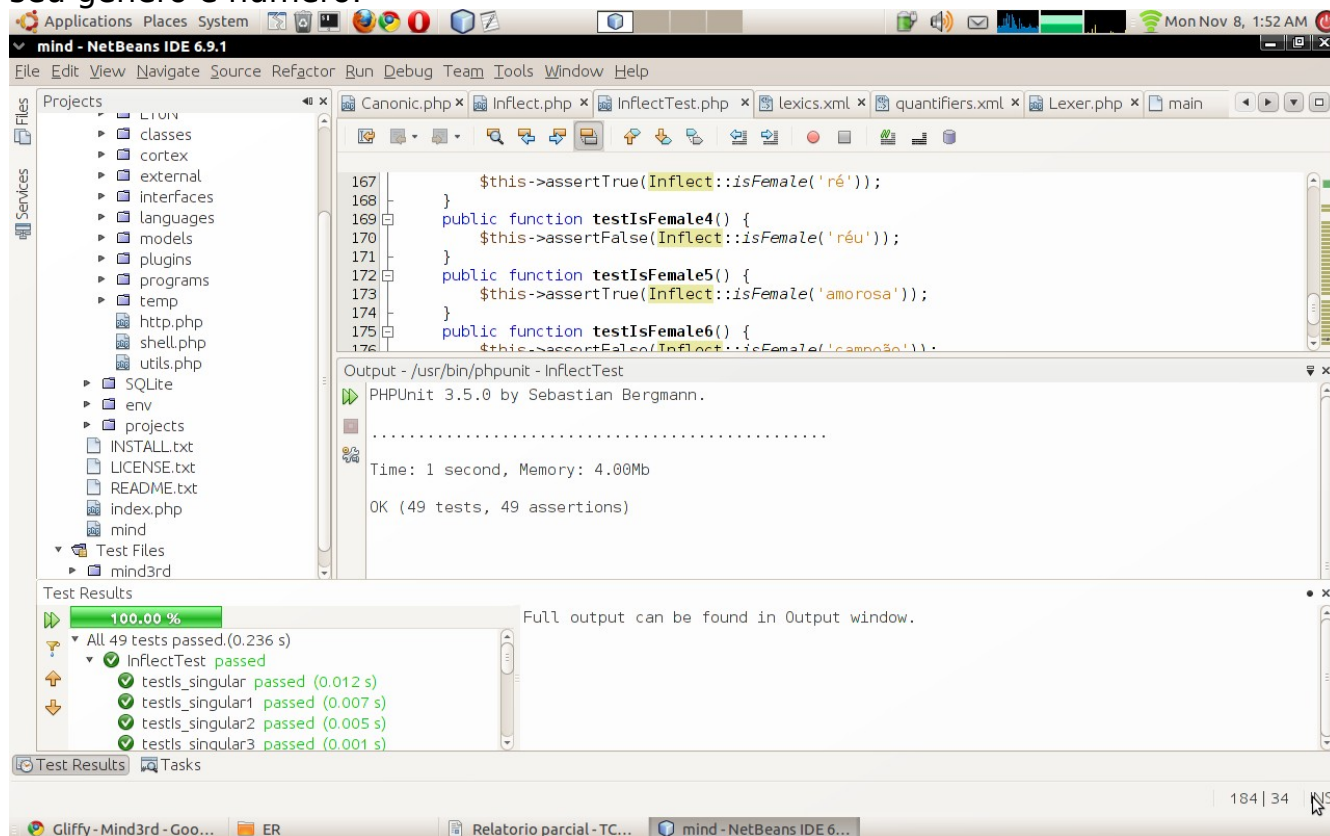 seu gênero e número.
Applications Places System
Mon Nov 8, 1:52 AM
mind - NetBeans IDE 6.9.1
File Edit View Navigate Source Refactor Run Debug Team Tools Window Help
Files
Services
Projects
classes
cortex
external
interfaces
languages
models
plugins
programs
temp
http.php
shell.php
utils.php
SQLite
env
projects
INSTALL.txt
LICENSE.txt
README.txt
index.php
mind
Test Files
mind3rd
Canonic.php Inflect.php InflectTest.php lexics.xml quantifiers.xml Lexer.php main
167 $this->assertTrue(Inflect::isFemale('ré'));
168 }
169 public function testIsFemale4() {
170 $this->assertFalse(Inflect::isFemale('réu'));
171 }
172 public function testIsFemale5() {
173 $this->assertTrue(Inflect::isFemale('amorosa'));
174 }
175 public function testIsFemale6() {
176 $this->assertFalse(Inflect::isFemale('campeão'));
Output - /usr/bin/phpunit - InflectTest
PHPUnit 3.5.0 by Sebastian Bergmann.
.................................................
Time: 1 second, Memory: 4.00Mb
OK (49 tests, 49 assertions)
Test Results
100.00 %
All 49 tests passed.(0.236 s)
InflectTest passed
testIs_singular passed (0.012 s)
testIs_singular1 passed (0.007 s)
testIs_singular2 passed (0.005 s)
testIs_singular3 passed (0.001 s)
Full output can be found in Output window.
Test Results Tasks
184 | 34
Gliffy - Mind3rd - Goo... ER Relatorio parcial - TC... mind - NetBeans IDE 6...